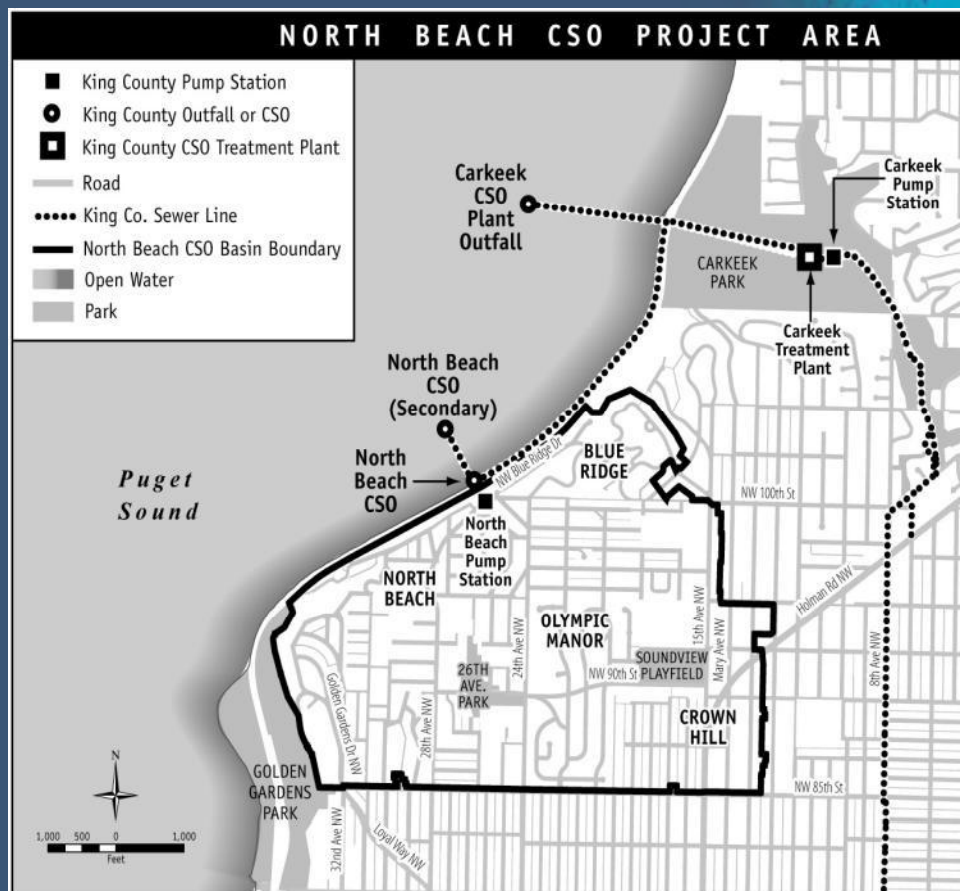 NORTH BEACH CSO PROJECT AREA
King County Pump Station
King County Outfall or CSO
King County CSO Treatment Plant
Road
King Co. Sewer Line
North Beach CSO Basin Boundary
Open Water
Park
Carkeek
CSO
Plant
Outfall
Carkeek
Pump
Station
CARKEEK
PARK
Carkeek
Treatment
Plant
North Beach
CSO
(Secondary)
North
Beach
CSO
NW Blue Ridge Dr
BLUE
RIDGE
NW 100th St
Puget
Sound
North
Beach
Pump
Station
NORTH
BEACH
Holman Rd NW
OLYMPIC
MANOR
15th Ave NW
Mary Ave NW
24th Ave NW
8th Ave NW
SOUNDVIEW
PLAYFIELD
NW 90th St
26TH
AVE.
PARK
Golden Gardens Dr NW
28th Ave NW
CROWN
HILL
NW 85th St
GOLDEN
GARDENS
PARK
32nd Ave NW
Loyal Way NW
N
1,000 500 0 1,000
Feet